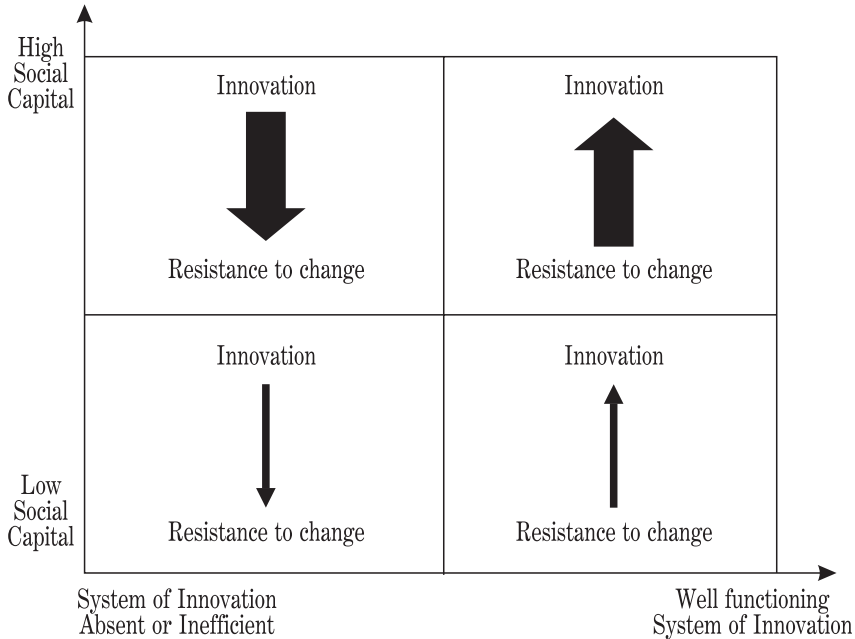 High
Social
Capital
Innovation
Innovation
Resistance to change
Resistance to change
Innovation
Innovation
Low
Social
Capital
Resistance to change
Resistance to change
System of Innovation
Absent or Inefficient
Well functioning
System of Innovation